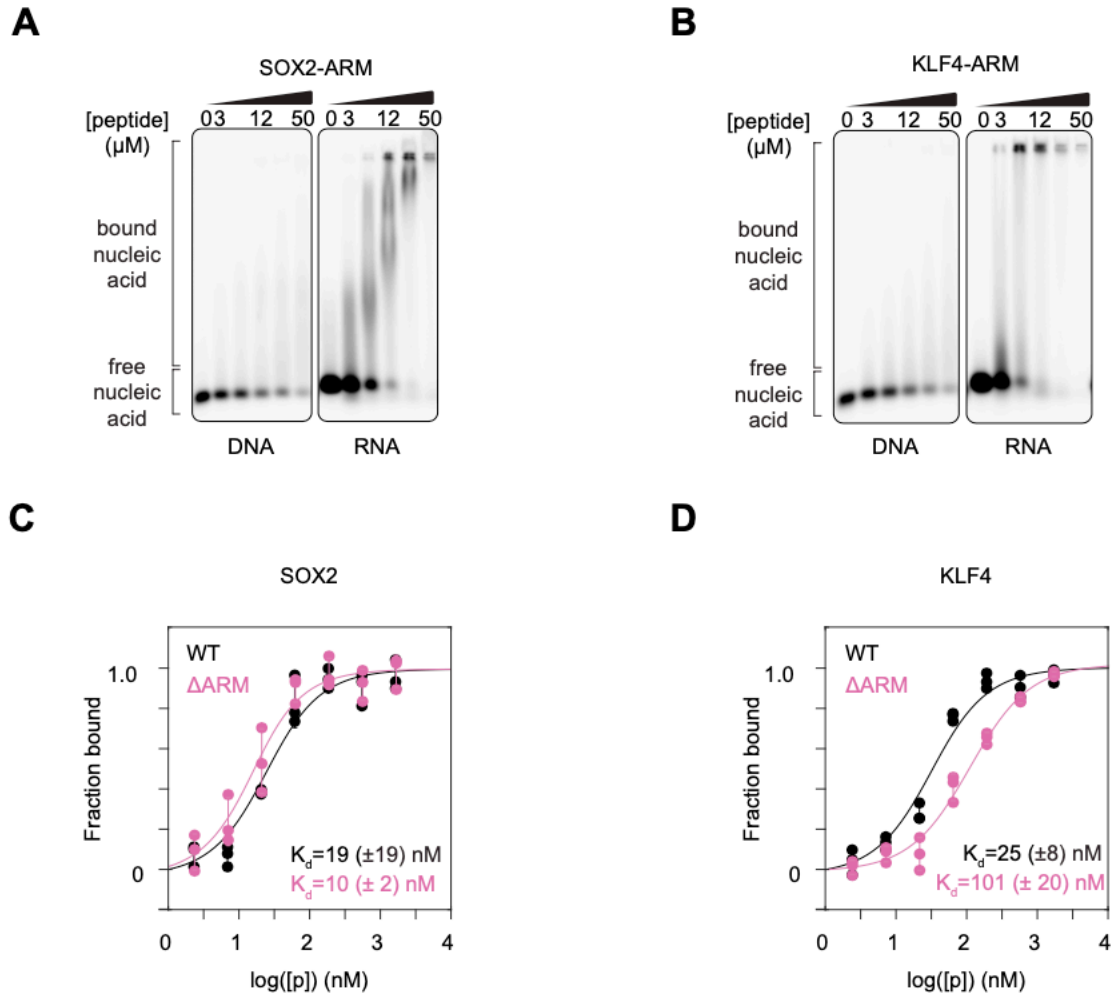 A
SOX2-ARM
[peptide]
(μM)
0 3 12 50
0 3 12 50
bound
nucleic
acid
free
nucleic
acid
DNA
RNA
B
KLF4-ARM
[peptide]
(μM)
0 3 12 50
0 3 12 50
bound
nucleic
acid
free
nucleic
acid
DNA
RNA
C
SOX2
WT
ΔARM
1.0
Fraction bound
0
Kd=19 (±19) nM
Kd=10 (± 2) nM
0 1 2 3 4
log([p]) (nM)
D
KLF4
WT
ΔARM
1.0
Fraction bound
0
Kd=25 (±8) nM
Kd=101 (± 20) nM
0 1 2 3 4
log([p]) (nM)